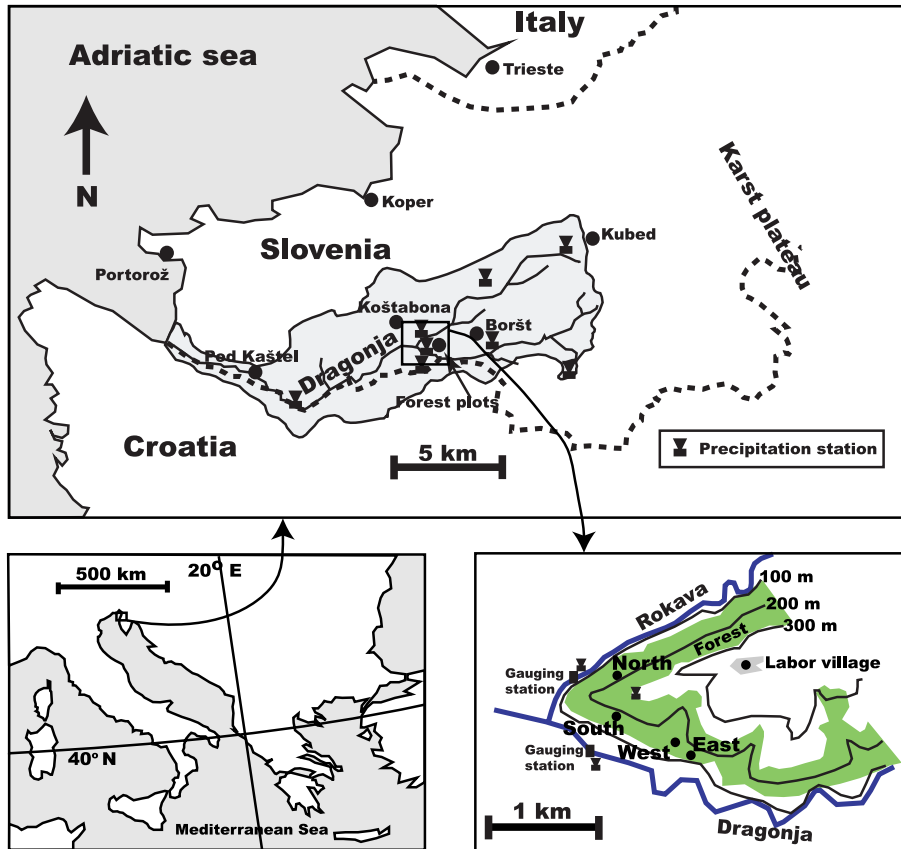 Italy
Adriatic sea
Trieste
N
Karst plateau
Koper
Slovenia
Kubed
Portorož
Koštabona
Boršt
Dragonja
Pod Kaštel
Forest plots
Croatia
5 km
Precipitation station
500 km
20° E
40° N
Mediterranean Sea
100 m
200 m
300 m
Rokava
Forest
Labor village
North
Gauging
station
South
West
East
Gauging
station
1 km
Dragonja